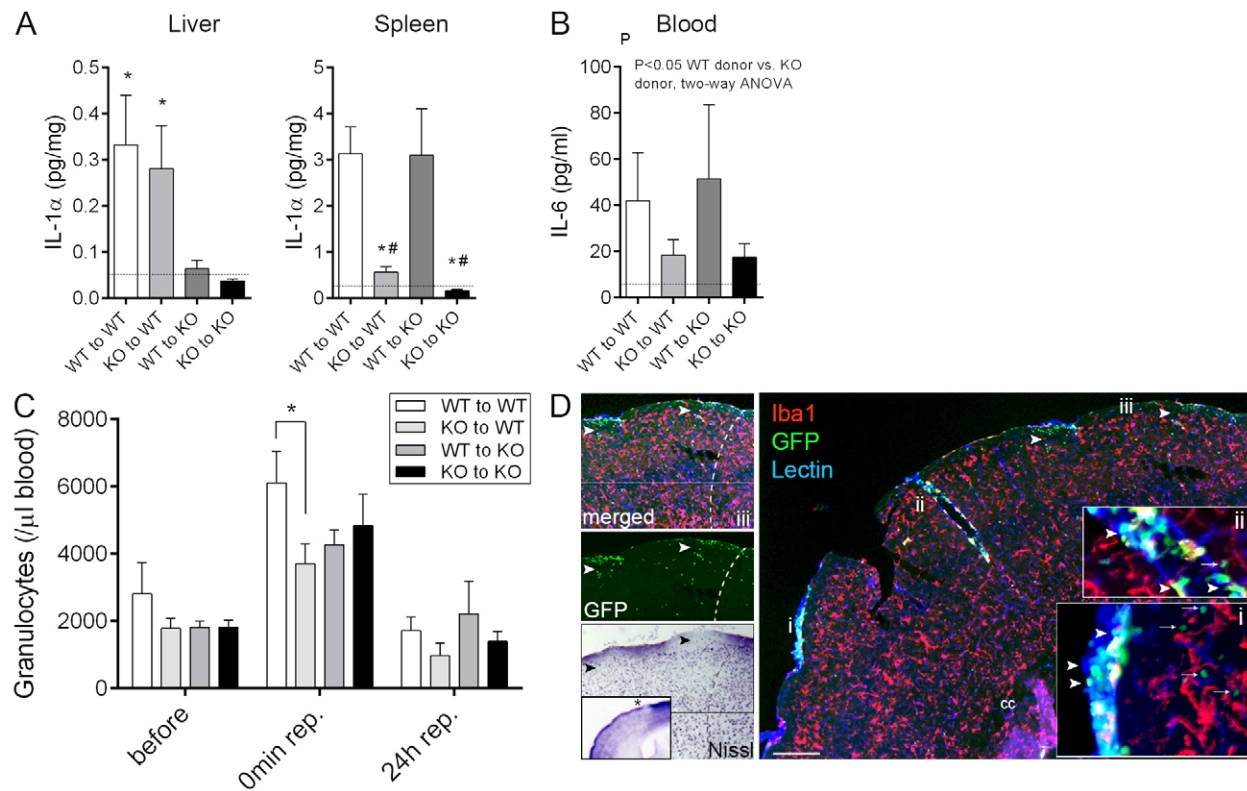 A
Liver
Spleen
IL-1α (pg/mg)
0.4
0.3
0.2
0.1
0.0
*
*
WT to WT
KO to WT
WT to KO
KO to KO
IL-1α (pg/mg)
5
4
3
2
1
0
*#
*#
WT to WT
KO to WT
WT to KO
KO to KO
B
Blood
P
P<0.05 WT donor vs. KO
donor, two-way ANOVA
IL-6 (pg/ml)
100
80
60
40
20
0
WT to WT
KO to WT
WT to KO
KO to KO
C
Granulocytes (/µl blood)
8000
6000
4000
2000
0
*
WT to WT
KO to WT
WT to KO
KO to KO
before
0min rep.
24h rep.
D
merged
iii
GFP
*
Nissl
Iba1
GFP
Lectin
iii
ii
i
cc
ii
i